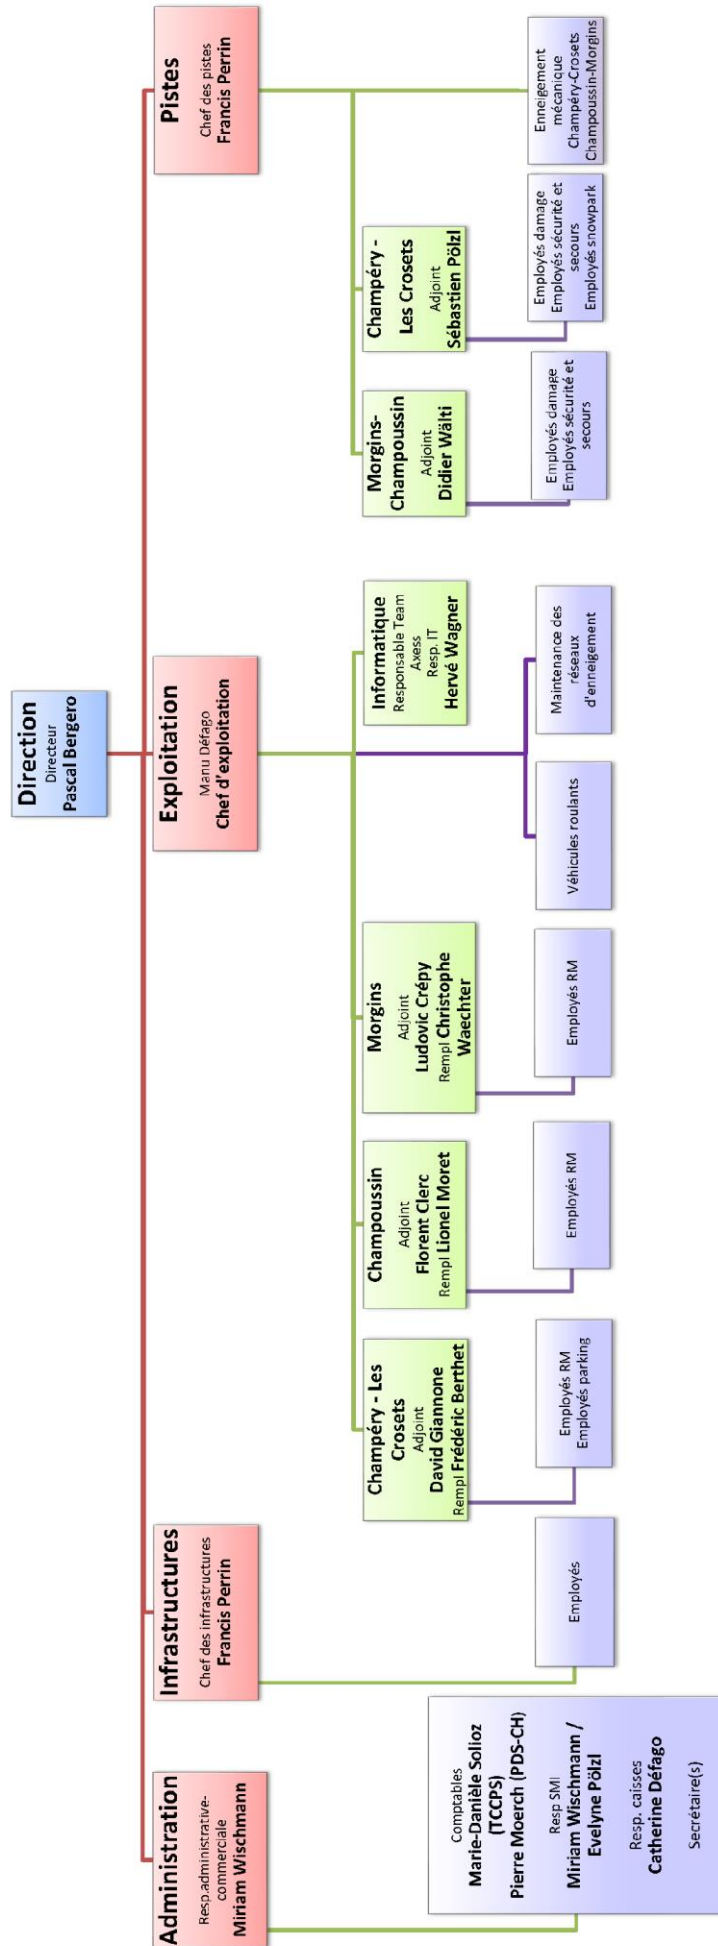 Direction
Directeur
Pascal Bergero
Administration
Resp.administrative-
commerciale
Miriam Wischmann
Infrastructures
Chef des infrastructures
Francis Perrin
Exploitation
Manu Défago
Chef d'exploitation
Pistes
Chef des pistes
Francis Perrin
Champéry - Les
Crosets
Adjoint
David Giannone
Rempl Frédéric Berthet
Champoussin
Adjoint
Florent Clerc
Rempl Lionel Moret
Morgins
Adjoint
Ludovic Crépy
Rempl Christophe
Waechter
Informatique
Responsable Team
Axess
Resp. IT
Hervé Wagner
Morgins-
Champoussin
Adjoint
Didier Wälti
Champéry -
Les Crosets
Adjoint
Sébastien Pölzl
Comptables
Marie-Danièle Solioz
(TCCPS)
Pierre Moerch (PDS-CH)
Resp SMI
Miriam Wischmann /
Evelyne Pölzl
Resp. caisses
Catherine Défago
Secrétaire(s)
Employés
Employés RM
Employés parking
Employés RM
Employés RM
Véhicules roulants
Maintenance des
réseaux
d'enneigement
Employés damage
Employés sécurité et
secours
Employés damage
Employés sécurité et
secours
Employés snowpark
Enneigement
mécanique
Champéry-Crosets
Champoussin-Morgins